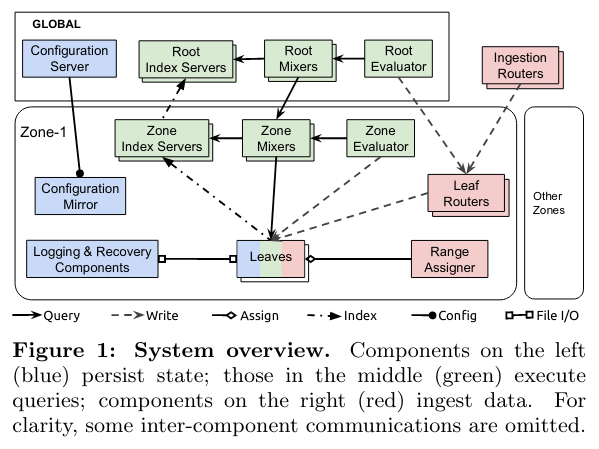 GLOBAL
Configuration
Server
Root
Index Servers
Root
Mixers
Root
Evaluator
Ingestion
Routers
Zone-1
Zone
Index Servers
Zone
Mixers
Zone
Evaluator
Configuration
Mirror
Leaf
Routers
Other
Zones
Logging & Recovery
Components
Leaves
Range
Assigner
Query
Write
Assign
Index
Config
File I/O
Figure 1: System overview. Components on the left
(blue) persist state; those in the middle (green) execute
queries; components on the right (red) ingest data. For
clarity, some inter-component communications are omitted.